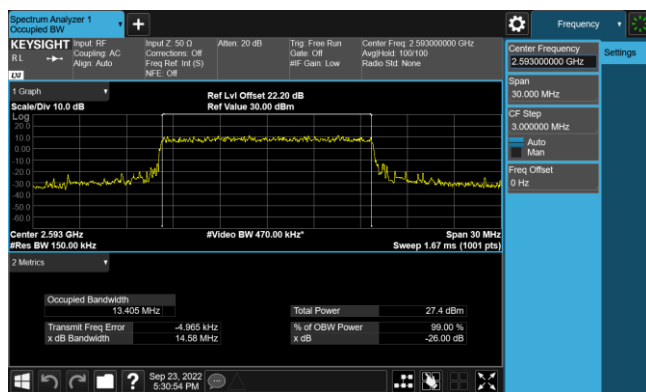 Spectrum Analyzer 1
Occupied BW
Frequency
KEYSIGHT
Input: RF
Coupling: AC
Align: Auto
Input Z: 50 Ω
Corrections: Off
Freq Ref: Int (S)
NFE: Off
Atten: 20 dB
Trig: Free Run
Gate: Off
#IF Gain: Low
Center Freq: 2.593000000 GHz
Avg|Hold: 100/100
Radio Std: None
RL
LXI
Center Frequency
2.593000000 GHz
Settings
Span
30.000 MHz
CF Step
3.000000 MHz
Auto
Man
Freq Offset
0 Hz
1 Graph
Scale/Div 10.0 dB
Ref Lvl Offset 22.20 dB
Ref Value 30.00 dBm
Log
20.0
10.0
0.00
-10.0
-20.0
-30.0
-40.0
-50.0
-60.0
Center 2.593 GHz
#Res BW 150.00 kHz
#Video BW 470.00 kHz*
Span 30 MHz
Sweep 1.67 ms (1001 pts)
2 Metrics
Occupied Bandwidth
13.405 MHz
Total Power 27.4 dBm
Transmit Freq Error -4.965 kHz
% of OBW Power 99.00 %
x dB Bandwidth 14.58 MHz
x dB -26.00 dB
Sep 23, 2022
5:30:54 PM